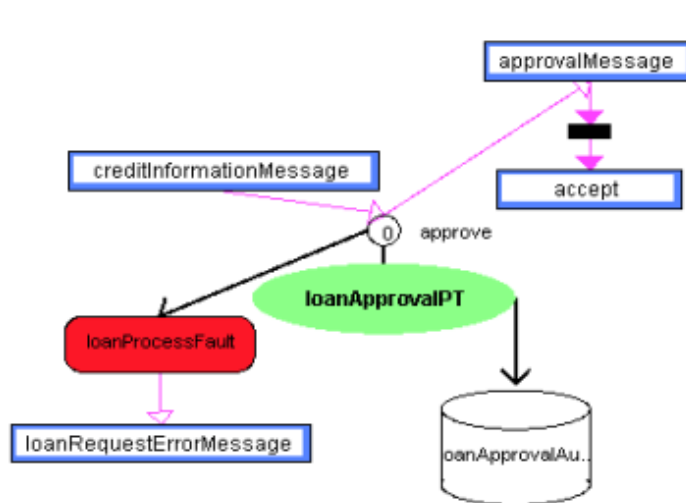 approvalMessage
creditInformationMessage
accept
0 approve
loanApprovalPT
loanProcessFault
loanRequestErrorMessage
oanApprovalAu..